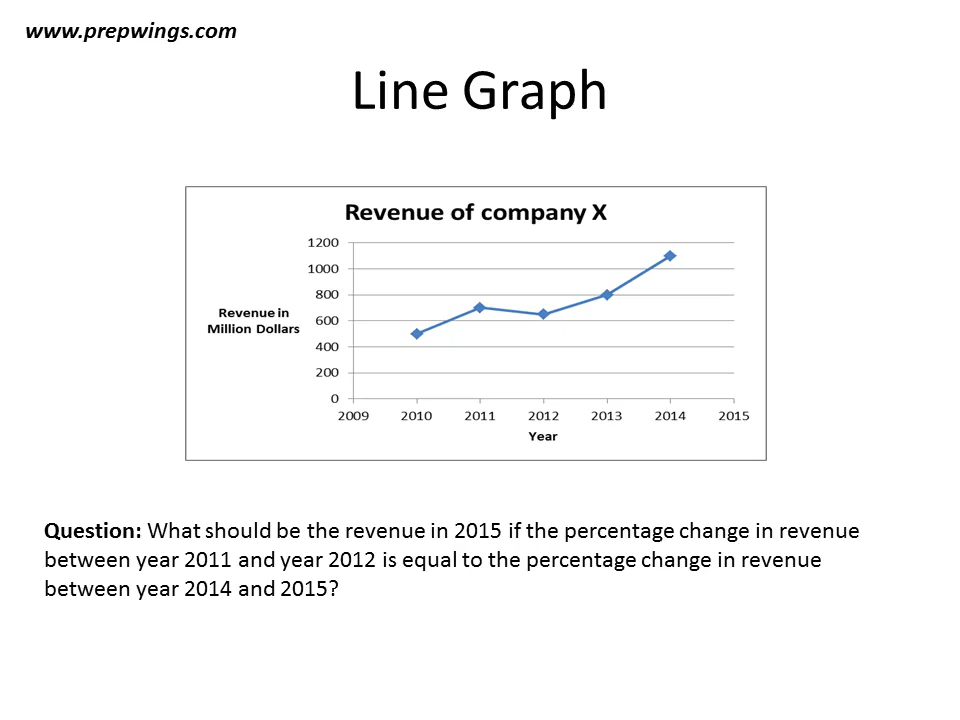 www.prepwings.com
Line Graph
Revenue of company X
1200
1000
800
600
400
200
0
Revenue in
Million Dollars
2009 2010 2011 2012 2013 2014 2015
Year
Question: What should be the revenue in 2015 if the percentage change in revenue
between year 2011 and year 2012 is equal to the percentage change in revenue
between year 2014 and 2015?